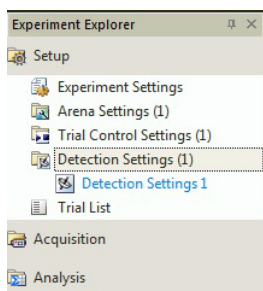 Experiment Explorer
Setup
Experiment Settings
Arena Settings (1)
Trial Control Settings (1)
Detection Settings (1)
Detection Settings 1
Trial List
Acquisition
Analysis